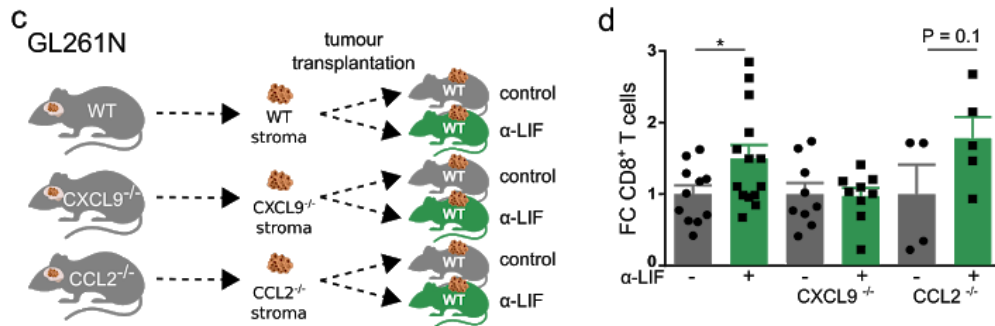 c
GL261N
tumour
transplantation
WT
WT
stroma
WT
control
WT
α-LIF
CXCL9-/-
CXCL9-/-
stroma
WT
control
WT
α-LIF
CCL2-/-
CCL2-/-
stroma
WT
control
WT
α-LIF
d
FC CD8+ T cells
3
2
1
0
*
P = 0.1
α-LIF - + - + - +
CXCL9 -/- CCL2 -/-